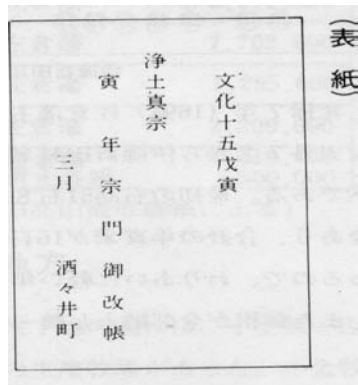 （表紙）
文化十五戊寅
浄土真宗
寅年宗門御改帳
三月　酒々井町